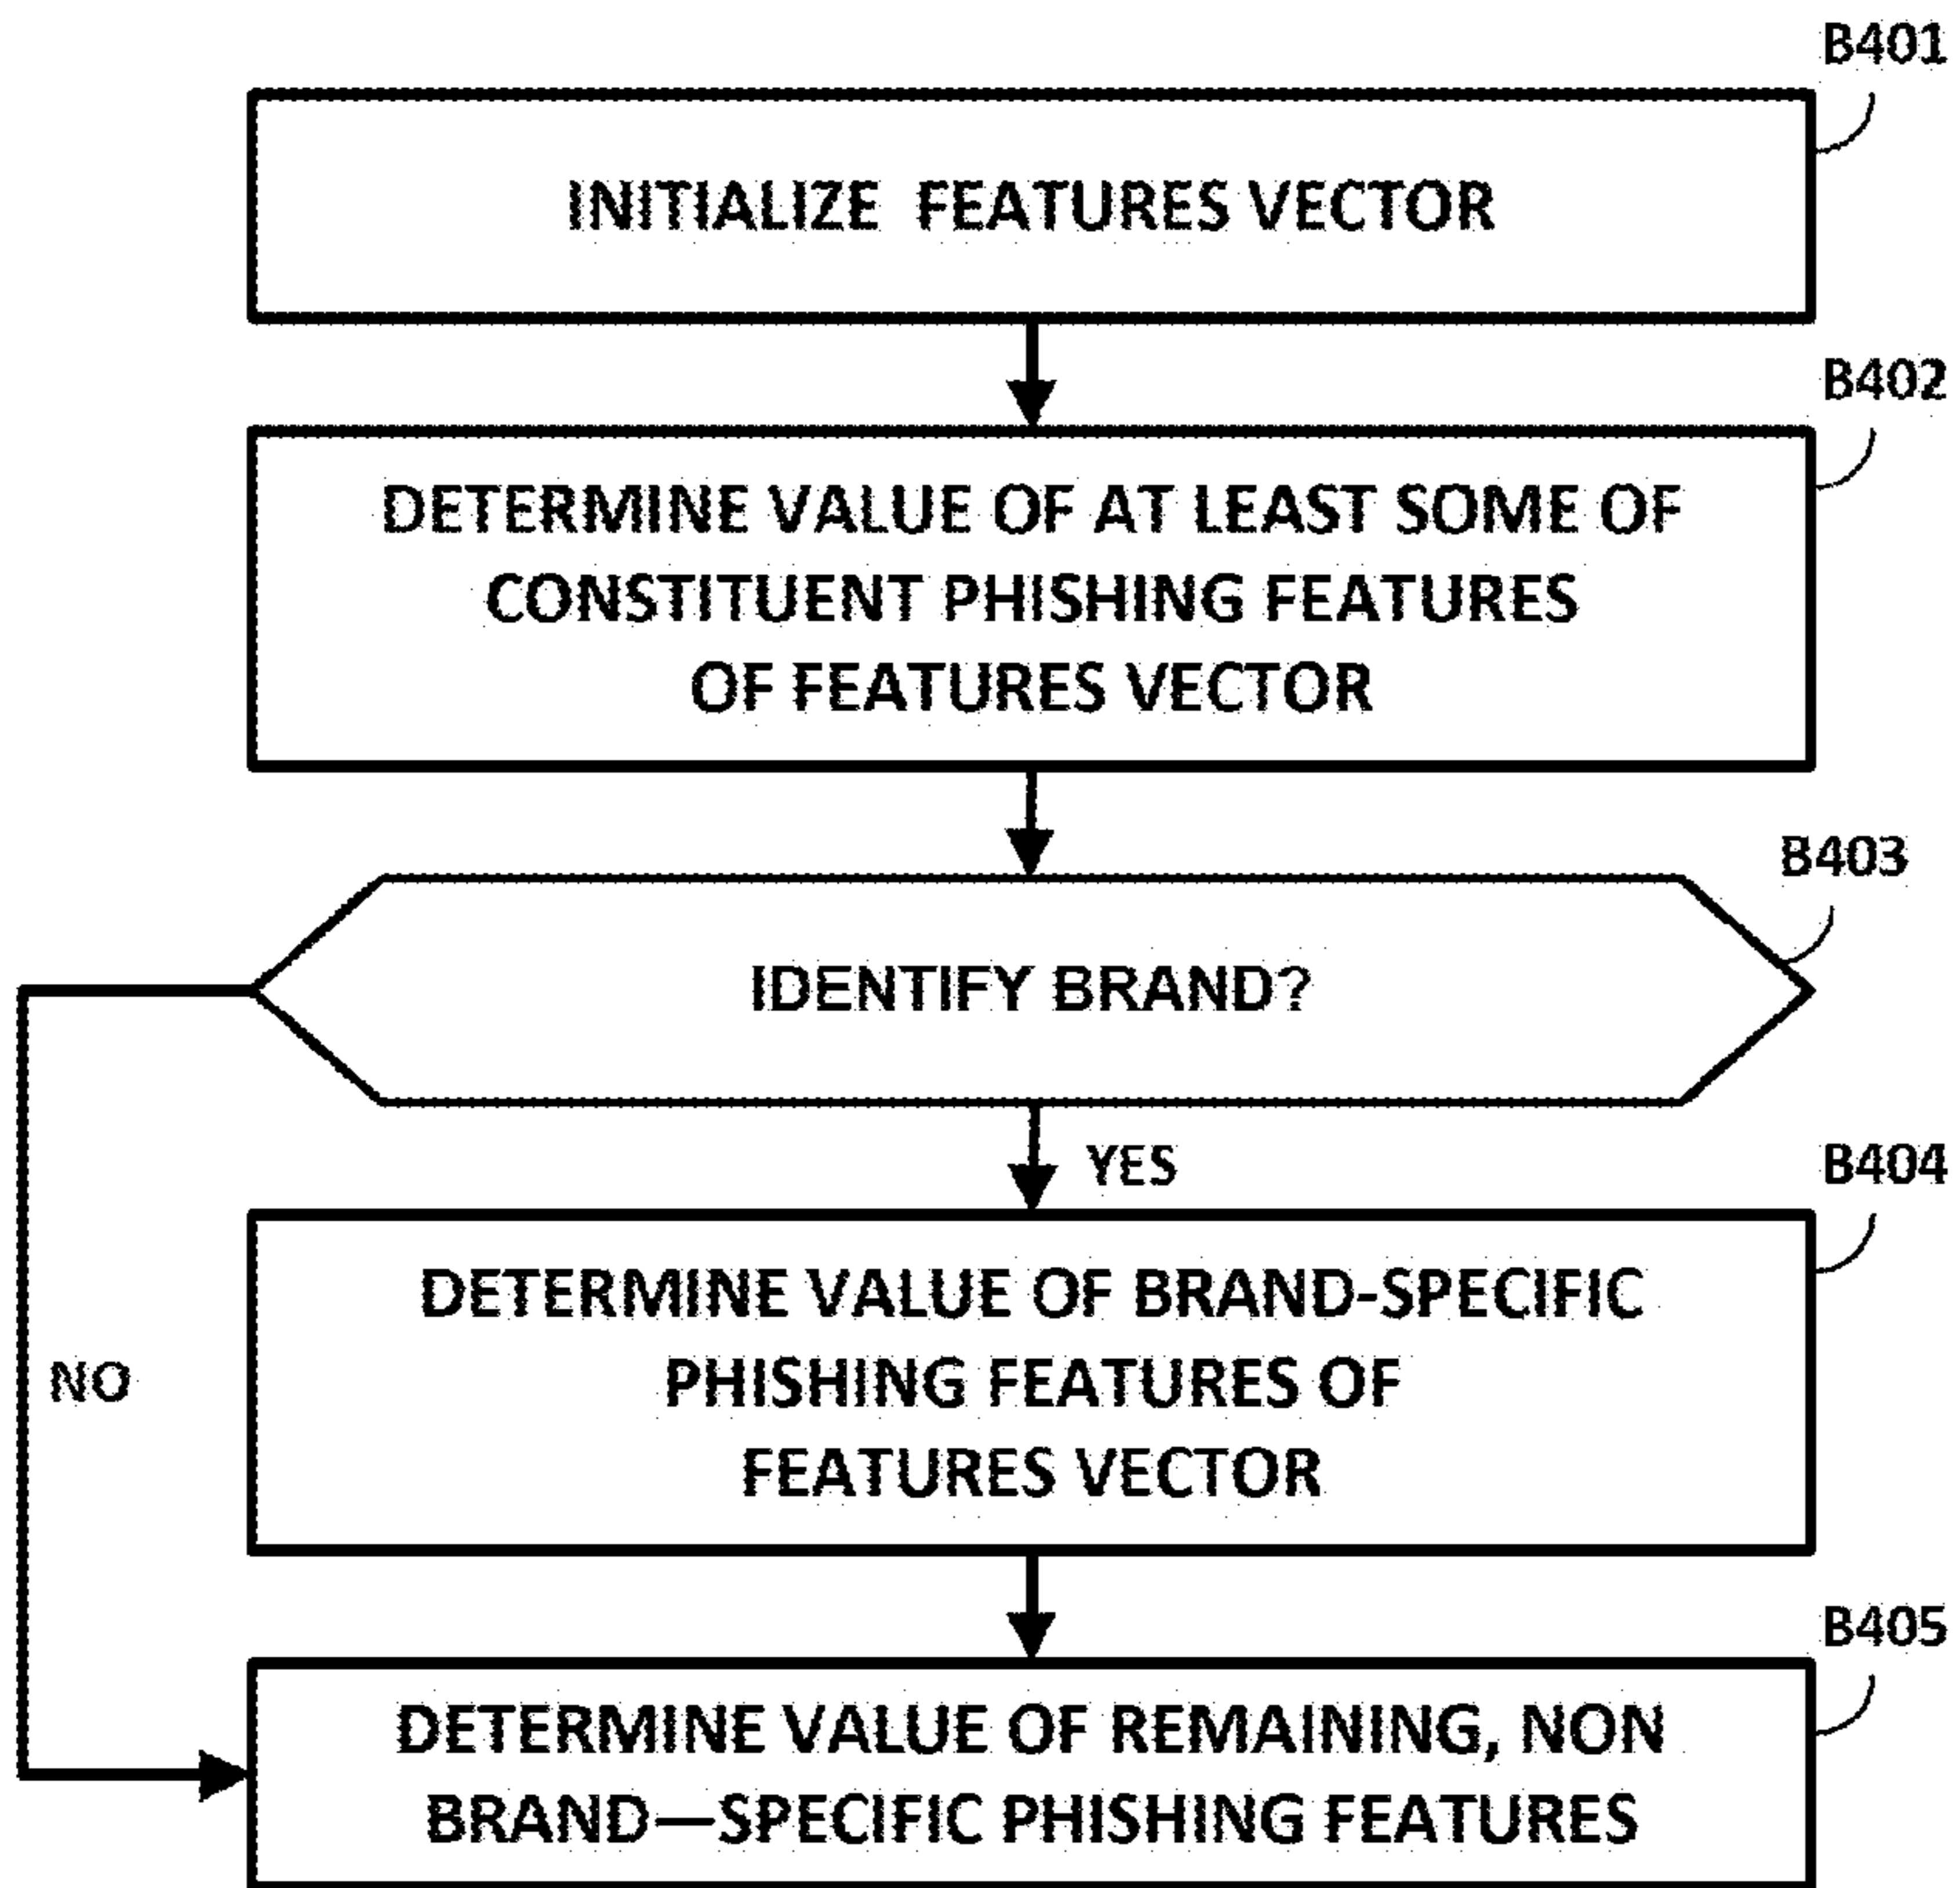 B401
INITIALIZE FEATURES VECTOR
B402
DETERMINE VALUE OF AT LEAST SOME OF
CONSTITUENT PHISHING FEATURES
OF FEATURES VECTOR
B403
IDENTIFY BRAND?
YES
B404
DETERMINE VALUE OF BRAND-SPECIFIC
PHISHING FEATURES OF
FEATURES VECTOR
NO
B405
DETERMINE VALUE OF REMAINING, NON
BRAND—SPECIFIC PHISHING FEATURES